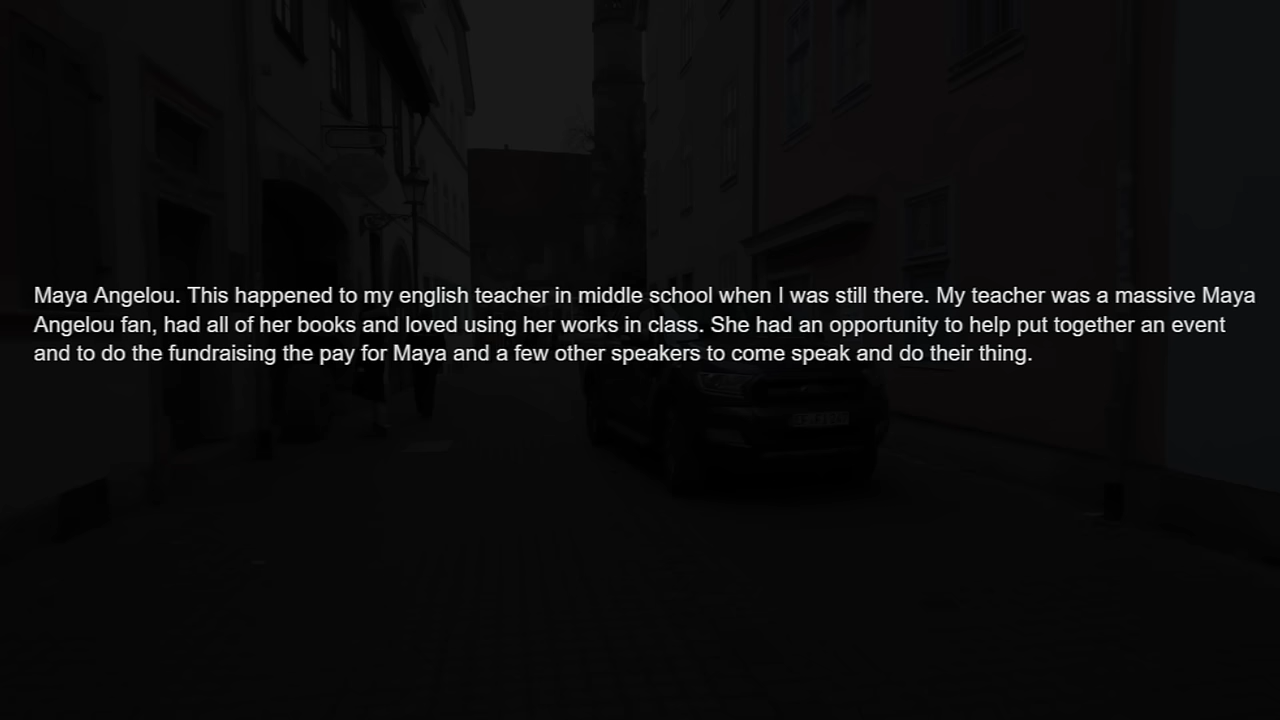 Maya Angelou. This happened to my english teacher in middle school when I was still there. My teacher was a massive Maya
Angelou fan, had all of her books and loved using her works in class. She had an opportunity to help put together an event
and to do the fundraising the pay for Maya and a few other speakers to come speak and do their thing.